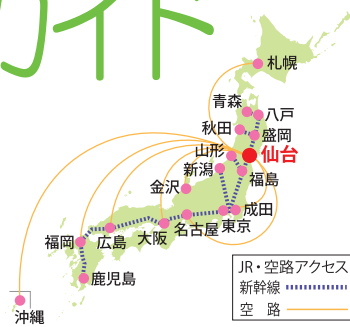 ガイド
札幌
青森
八戸
秋田
盛岡
山形
仙台
新潟
福島
金沢
成田
東京
名古屋
大阪
広島
福岡
鹿児島
沖縄
JR・空路アクセス
新幹線
空　路